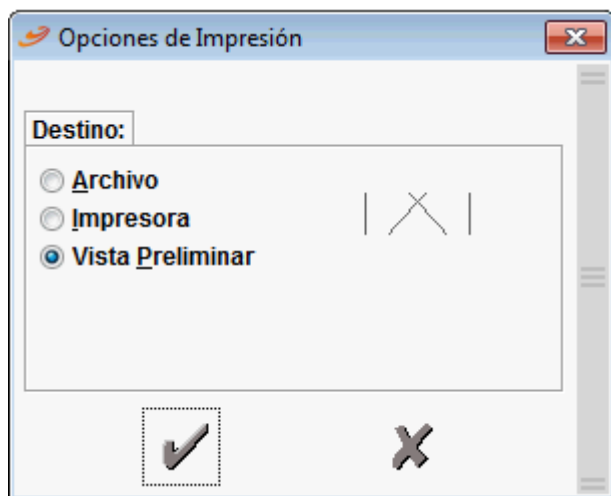 Opciones de Impresión
Destino:
Archivo
Impresora
Vista Preliminar